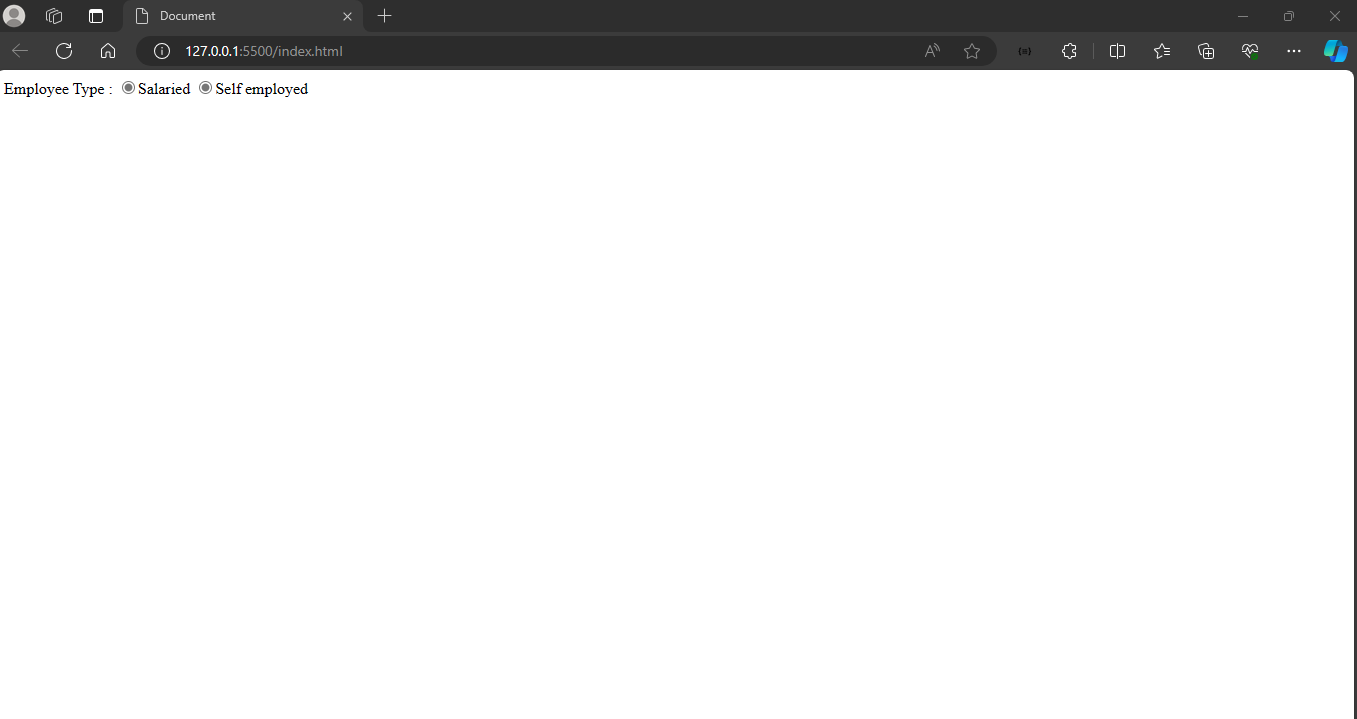 Document
127.0.0.1:5500/index.html
Employee Type : Salaried Self employed